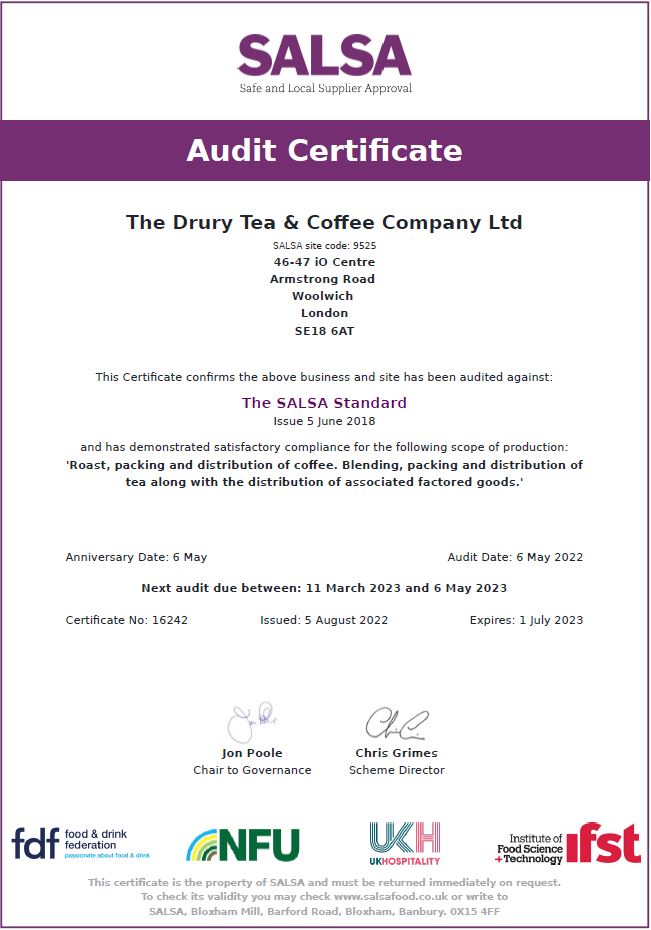 SALSA
Safe and Local Supplier Approval
Audit Certificate
The Drury Tea & Coffee Company Ltd
SALSA site code: 9525
46-47 iO Centre
Armstrong Road
Woolwich
London
SE18 6AT
This Certificate confirms the above business and site has been audited against:
The SALSA Standard
Issue 5 June 2018
and has demonstrated satisfactory compliance for the following scope of production:
'Roast, packing and distribution of coffee. Blending, packing and distribution of
tea along with the distribution of associated factored goods.'
Anniversary Date: 6 May Audit Date: 6 May 2022
Next audit due between: 11 March 2023 and 6 May 2023
Certificate No: 16242 Issued: 5 August 2022 Expires: 1 July 2023
Jon Poole Chris Grimes
Chair to Governance Scheme Director
fdf food & drink
federation
passionate about food & drink
NFU
UKH
UKHOSPITALITY
Institute of
Food Science
+Technology
ifst
This certificate is the property of SALSA and must be returned immediately on request.
To check its validity you may check www.salsafood.co.uk or write to
SALSA, Bloxham Mill, Barford Road, Bloxham, Banbury. 0X15 4FF